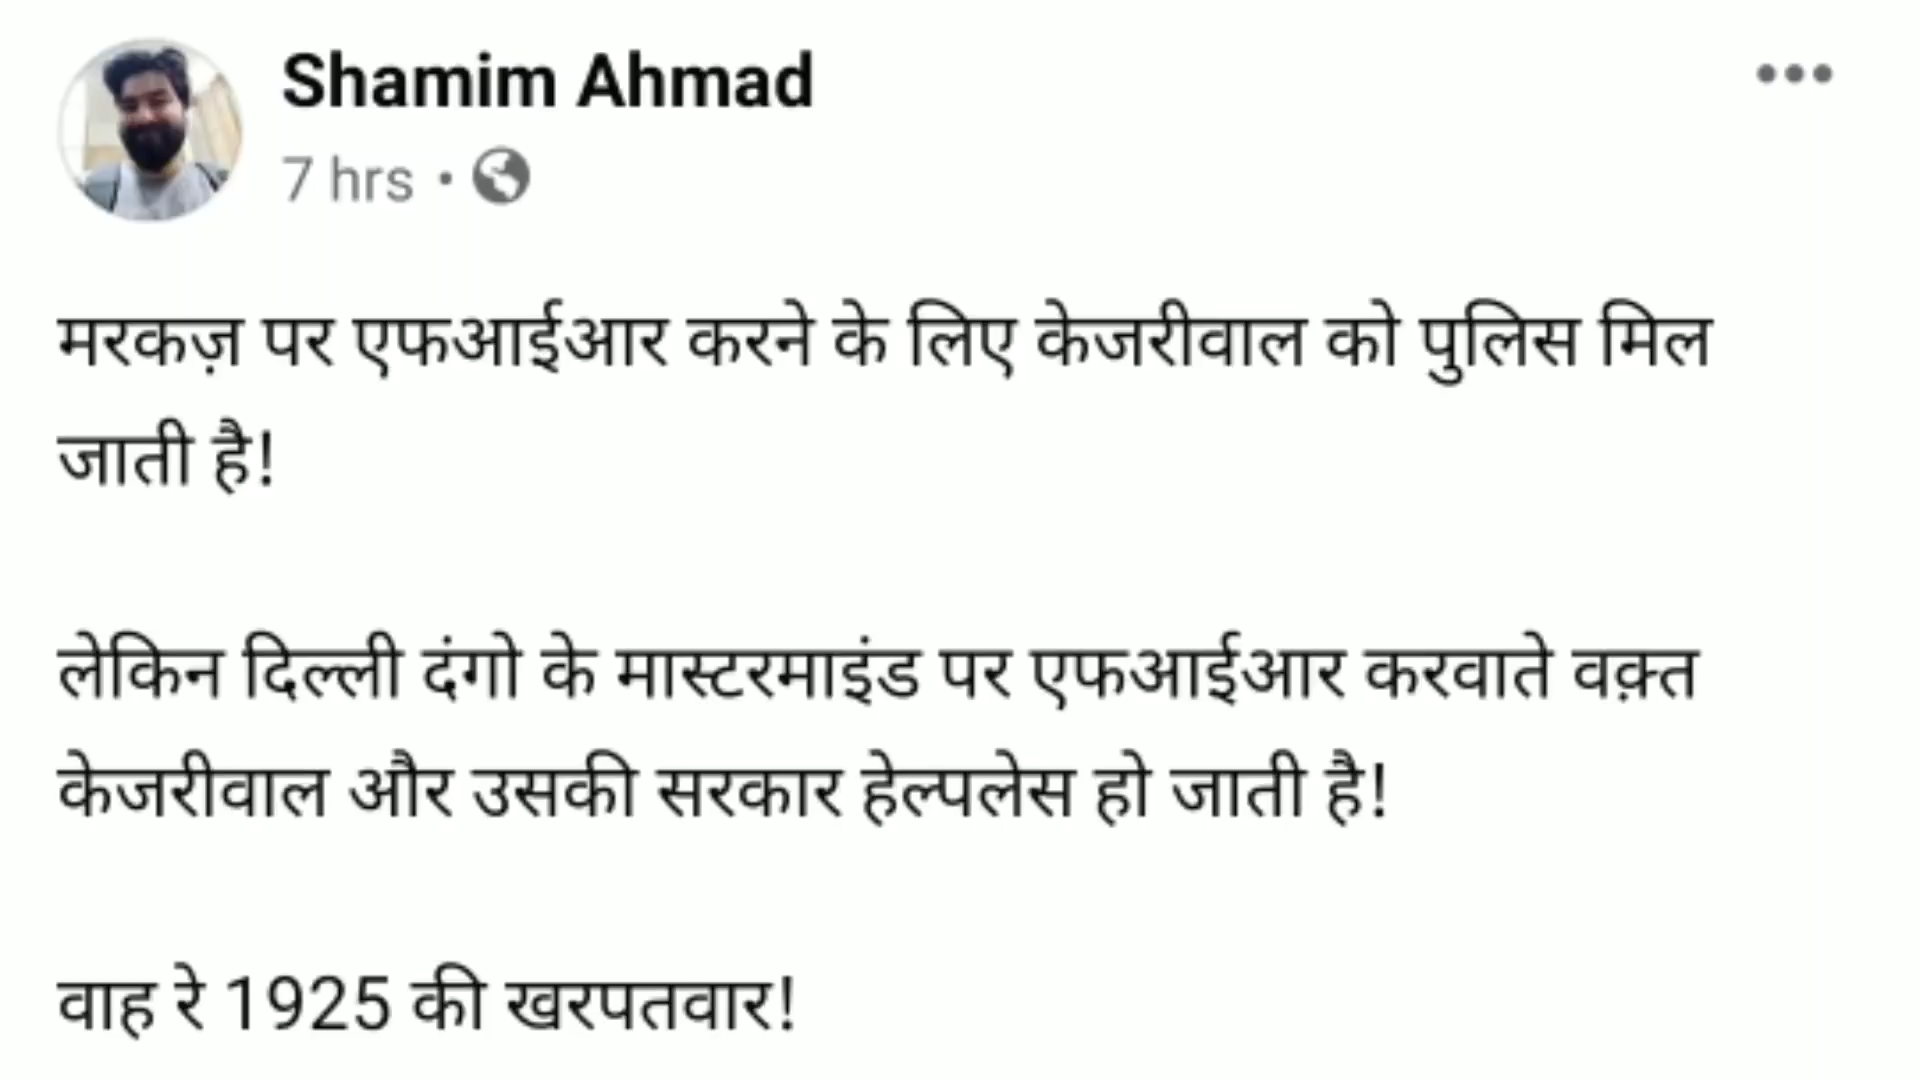 Shamim Ahmad
7 hrs •
मरकज़ पर एफआईआर करने के लिए केजरीवाल को पुलिस मिल
जाती है!
लेकिन दिल्ली दंगो के मास्टरमाइंड पर एफआईआर करवाते वक़्त
केजरीवाल और उसकी सरकार हेल्पलेस हो जाती है!
वाह रे 1925 की खरपतवार!